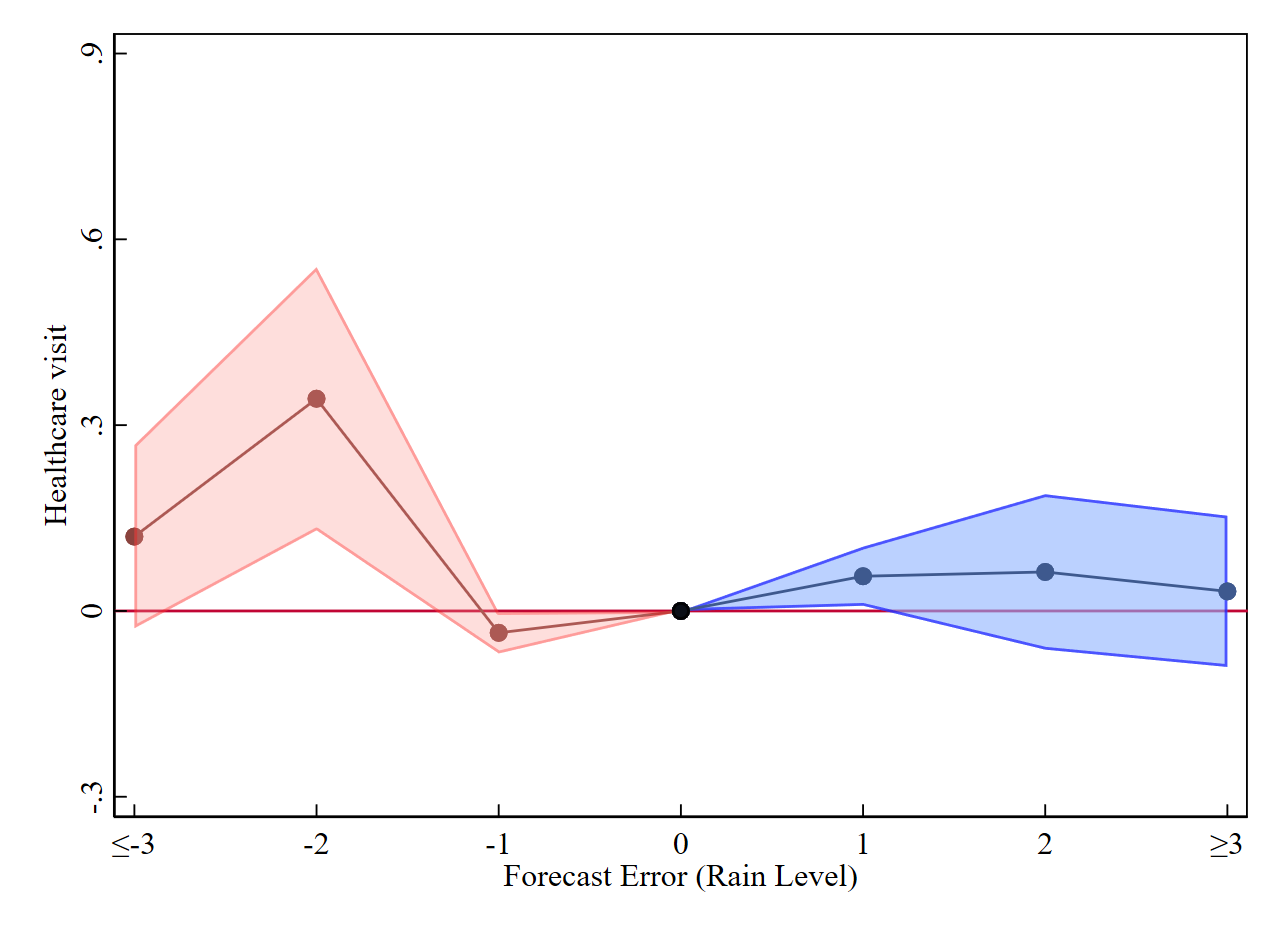 .9
.6
.3
0
-.3
Healthcare visit
≤-3 -2 -1 0 1 2 ≥3
Forecast Error (Rain Level)